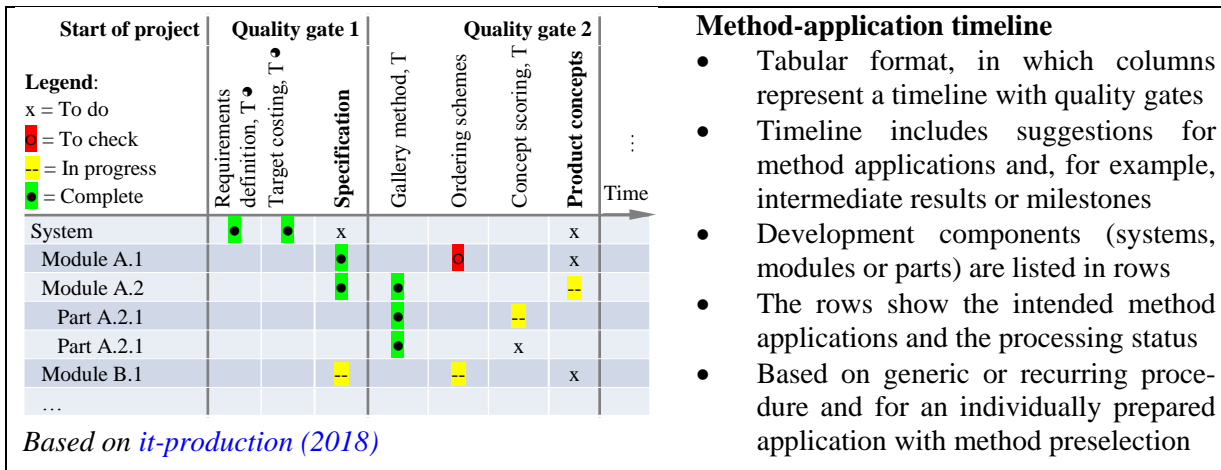 Start of project Quality gate 1 Quality gate 2
Legend:
x = To do
o = To check
-- = In progress
● = Complete
Requirements
definition, T
Target costing, T
Specification
Gallery method, T
Ordering schemes
Concept scoring, T
Product concepts
…
Time
System ● ● x x
Module A.1 ● o x
Module A.2 ● ● --
Part A.2.1 ● --
Part A.2.1 ● x
Module B.1 -- -- x
…
Based on it-production (2018)
Method-application timeline
• Tabular format, in which columns
represent a timeline with quality gates
• Timeline includes suggestions for
method applications and, for example,
intermediate results or milestones
• Development components (systems,
modules or parts) are listed in rows
• The rows show the intended method
applications and the processing status
• Based on generic or recurring proce-
dure and for an individually prepared
application with method preselection